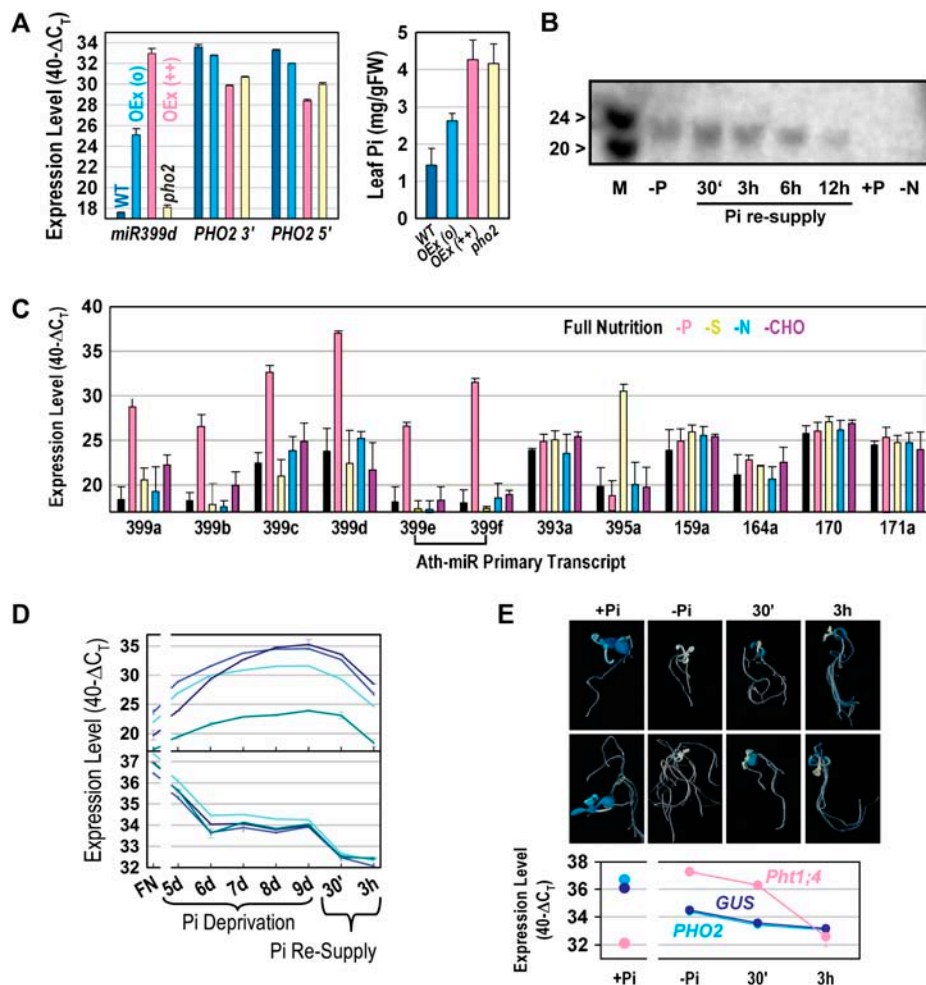 A
Expression Level (40-ΔCT)
34
32
30
28
26
24
22
20
18
WT
OEx (o)
OEx (++)
pho2
miR399d
PHO2 3'
PHO2 5'
Leaf Pi (mg/gFW)
5
4
3
2
1
0
WT
OEx (o)
OEx (++)
pho2
B
24 >
20 >
M -P 30‘ 3h 6h 12h +P -N
Pi re-supply
C
Expression Level (40-ΔCT)
40
35
30
25
20
Full Nutrition -P -S -N -CHO
399a 399b 399c 399d 399e 399f 393a 395a 159a 164a 170 171a
Ath-miR Primary Transcript
D
Expression Level (40-ΔCT)
35
30
25
20
37
36
35
34
33
32
FN 5d 6d 7d 8d 9d 30' 3h
Pi Deprivation
Pi Re-Supply
E
+Pi -Pi 30' 3h
Expression Level
(40-ΔCT)
38
36
34
32
Pht1;4
GUS
PHO2
+Pi -Pi 30' 3h